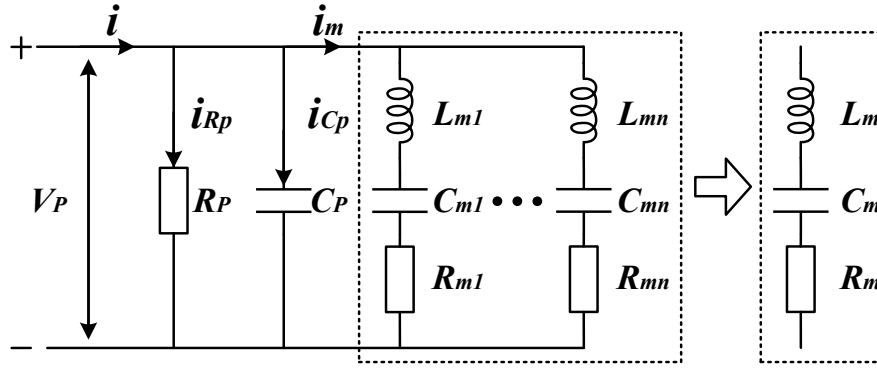 i
i_m
+
i_Rp
i_Cp
L_m1
L_mn
L_m
V_P
R_P
C_P
C_m1
•••
C_mn
C_m
R_m1
R_mn
R_m
−